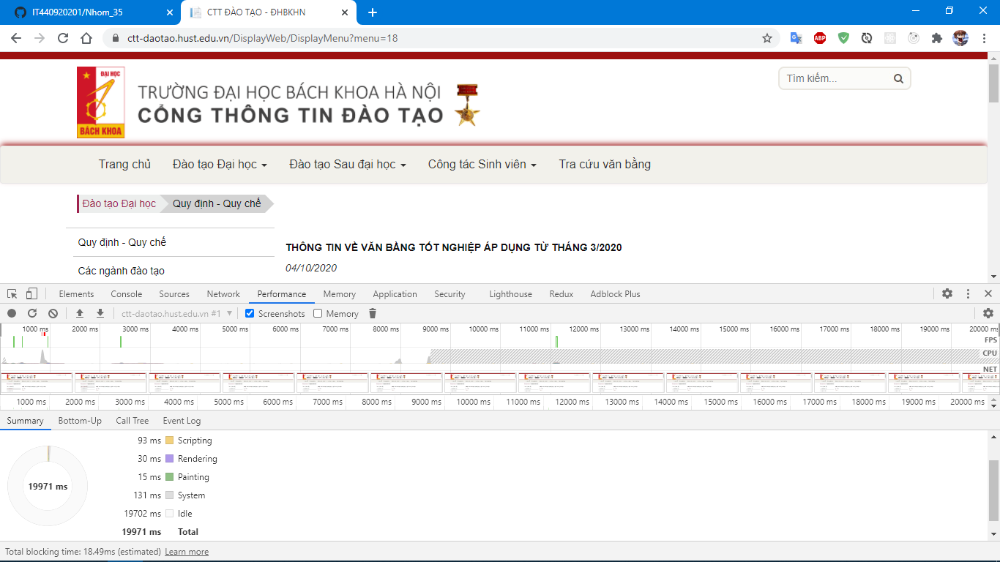 IT440920201/Nhom_35
CTT ĐÀO TẠO - ĐHBKHN
ctt-daotao.hust.edu.vn/DisplayWeb/DisplayMenu?menu=18
ABP
ĐẠI HỌC
BÁCH KHOA
TRƯỜNG ĐẠI HỌC BÁCH KHOA HÀ NỘI
CỔNG THÔNG TIN ĐÀO TẠO
Tìm kiếm...
Trang chủ Đào tạo Đại học Đào tạo Sau đại học Công tác Sinh viên Tra cứu văn bằng
Đào tạo Đại học Quy định - Quy chế
Quy định - Quy chế
Các ngành đào tạo
THÔNG TIN VỀ VĂN BẰNG TỐT NGHIỆP ÁP DỤNG TỪ THÁNG 3/2020
04/10/2020
Elements Console Sources Network Performance Memory Application Security Lighthouse Redux Adblock Plus
ctt-daotao.hust.edu.vn #1 Screenshots Memory
1000 ms 2000 ms 3000 ms 4000 ms 5000 ms 6000 ms 7000 ms 8000 ms 9000 ms 10000 ms 11000 ms 12000 ms 13000 ms 14000 ms 15000 ms 16000 ms 17000 ms 18000 ms 19000 ms 20000 ms
FPS
CPU
NET
1000 ms 2000 ms 3000 ms 4000 ms 5000 ms 6000 ms 7000 ms 8000 ms 9000 ms 10000 ms 11000 ms 12000 ms 13000 ms 14000 ms 15000 ms 16000 ms 17000 ms 18000 ms 19000 ms 20000 ms
Summary Bottom-Up Call Tree Event Log
93 ms Scripting
30 ms Rendering
15 ms Painting
131 ms System
19702 ms Idle
19971 ms Total
19971 ms
Total blocking time: 18.49ms (estimated) Learn more